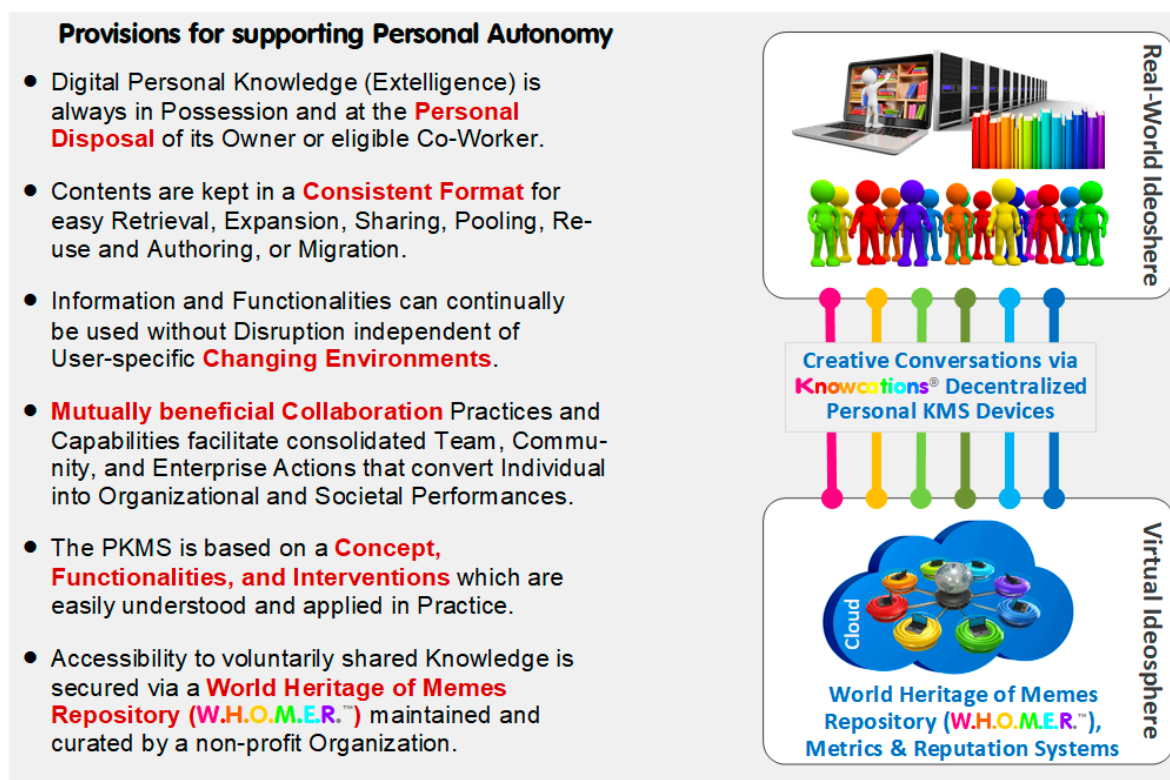 Provisions for supporting Personal Autonomy
● Digital Personal Knowledge (Extelligence) is
always in Possession and at the Personal
Disposal of its Owner or eligible Co-Worker.
● Contents are kept in a Consistent Format for
easy Retrieval, Expansion, Sharing, Pooling, Re-
use and Authoring, or Migration.
● Information and Functionalities can continually
be used without Disruption independent of
User-specific Changing Environments.
● Mutually beneficial Collaboration Practices and
Capabilities facilitate consolidated Team, Commu-
nity, and Enterprise Actions that convert Individual
into Organizational and Societal Performances.
● The PKMS is based on a Concept,
Functionalities, and Interventions which are
easily understood and applied in Practice.
● Accessibility to voluntarily shared Knowledge is
secured via a World Heritage of Memes
Repository (W.H.O.M.E.R.™) maintained and
curated by a non-profit Organization.
Real-World Ideoshere
Creative Conversations via
Knowcations® Decentralized
Personal KMS Devices
Virtual Ideosphere
Cloud
World Heritage of Memes
Repository (W.H.O.M.E.R.™),
Metrics & Reputation Systems